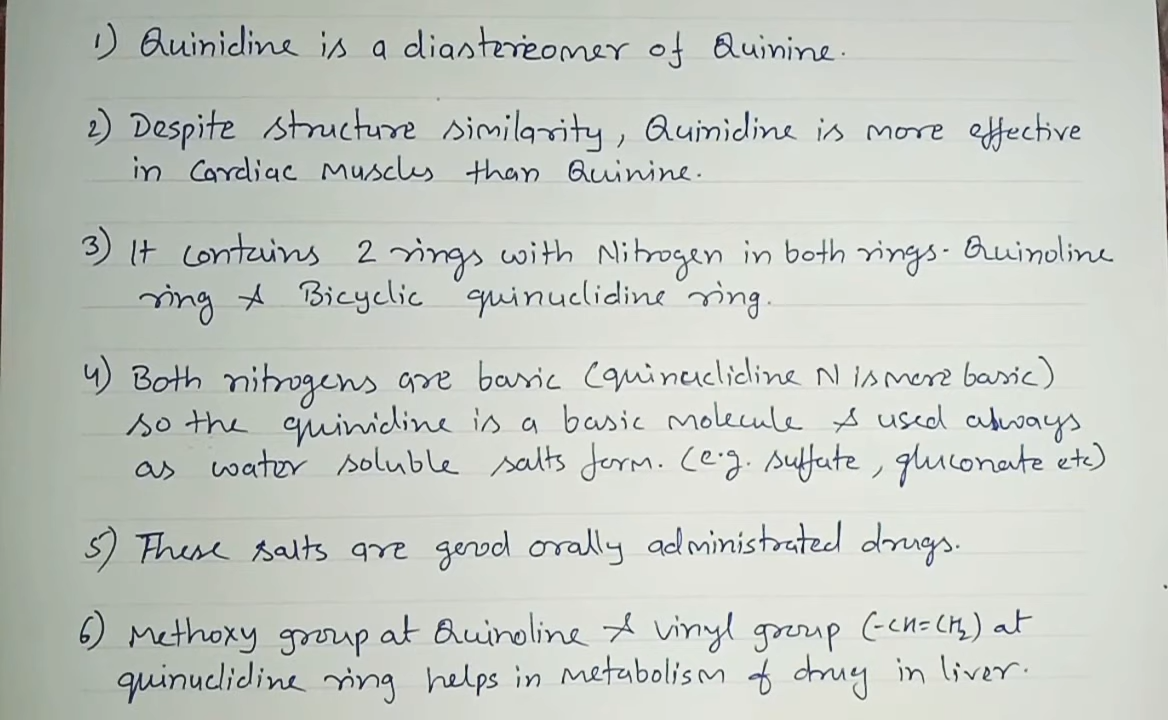 1) Quinidine is a diastereomer of Quinine.
2) Despite structure similarity, Quinidine is more effective
in Cardiac Muscles than Quinine.
3) It contains 2 rings with Nitrogen in both rings - Quinoline
ring & Bicyclic quinuclidine ring.
4) Both nitrogens are basic (quinuclidine N is more basic)
so the quinidine is a basic molecule & used always
as water soluble salts form. (e.g. sulfate, gluconate etc)
5) These salts are good orally administrated drugs.
6) Methoxy group at Quinoline & vinyl group (-CH=CH₂) at
quinuclidine ring helps in metabolism of drug in liver.